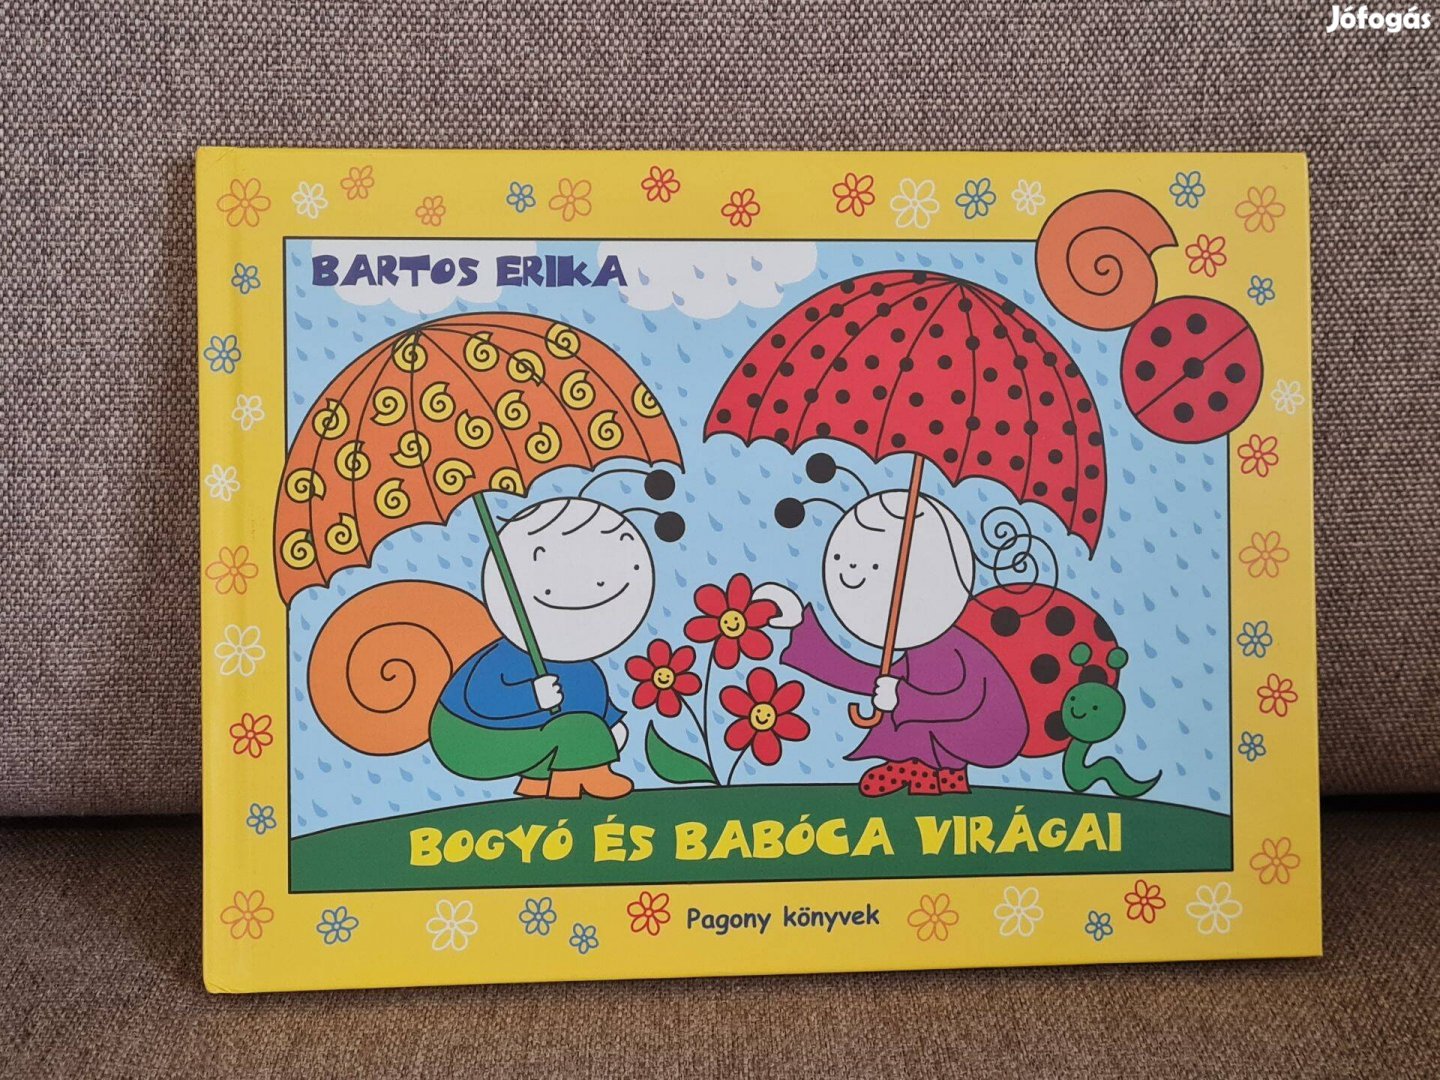 Jófogás
BARTOS ERIKA
BOGYÓ ÉS BABÓCA VIRÁGAI
Pagony könyvek